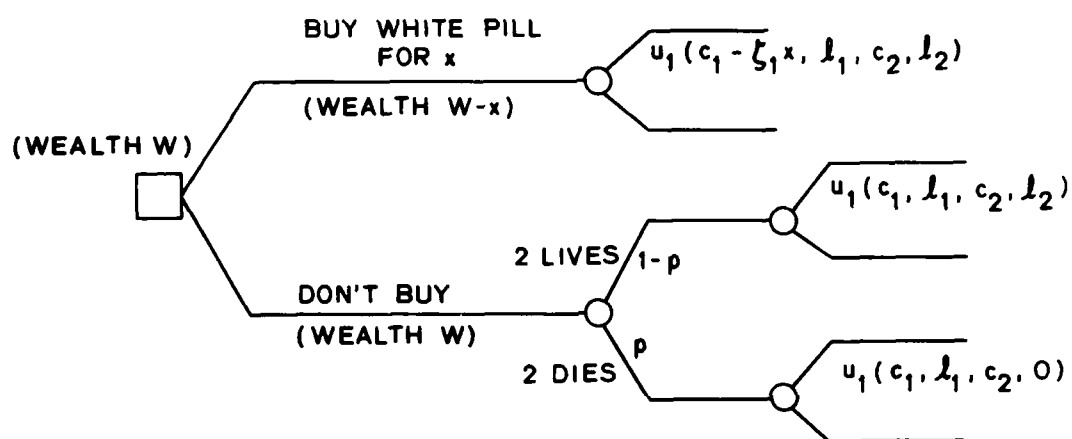 BUY WHITE PILL
FOR x
u₁(c₁ - ζ₁x, ℓ₁, c₂, ℓ₂)
(WEALTH W-x)
(WEALTH W)
u₁(c₁, ℓ₁, c₂, ℓ₂)
2 LIVES 1-p
DON'T BUY
(WEALTH W)
p
2 DIES
u₁(c₁, ℓ₁, c₂, 0)